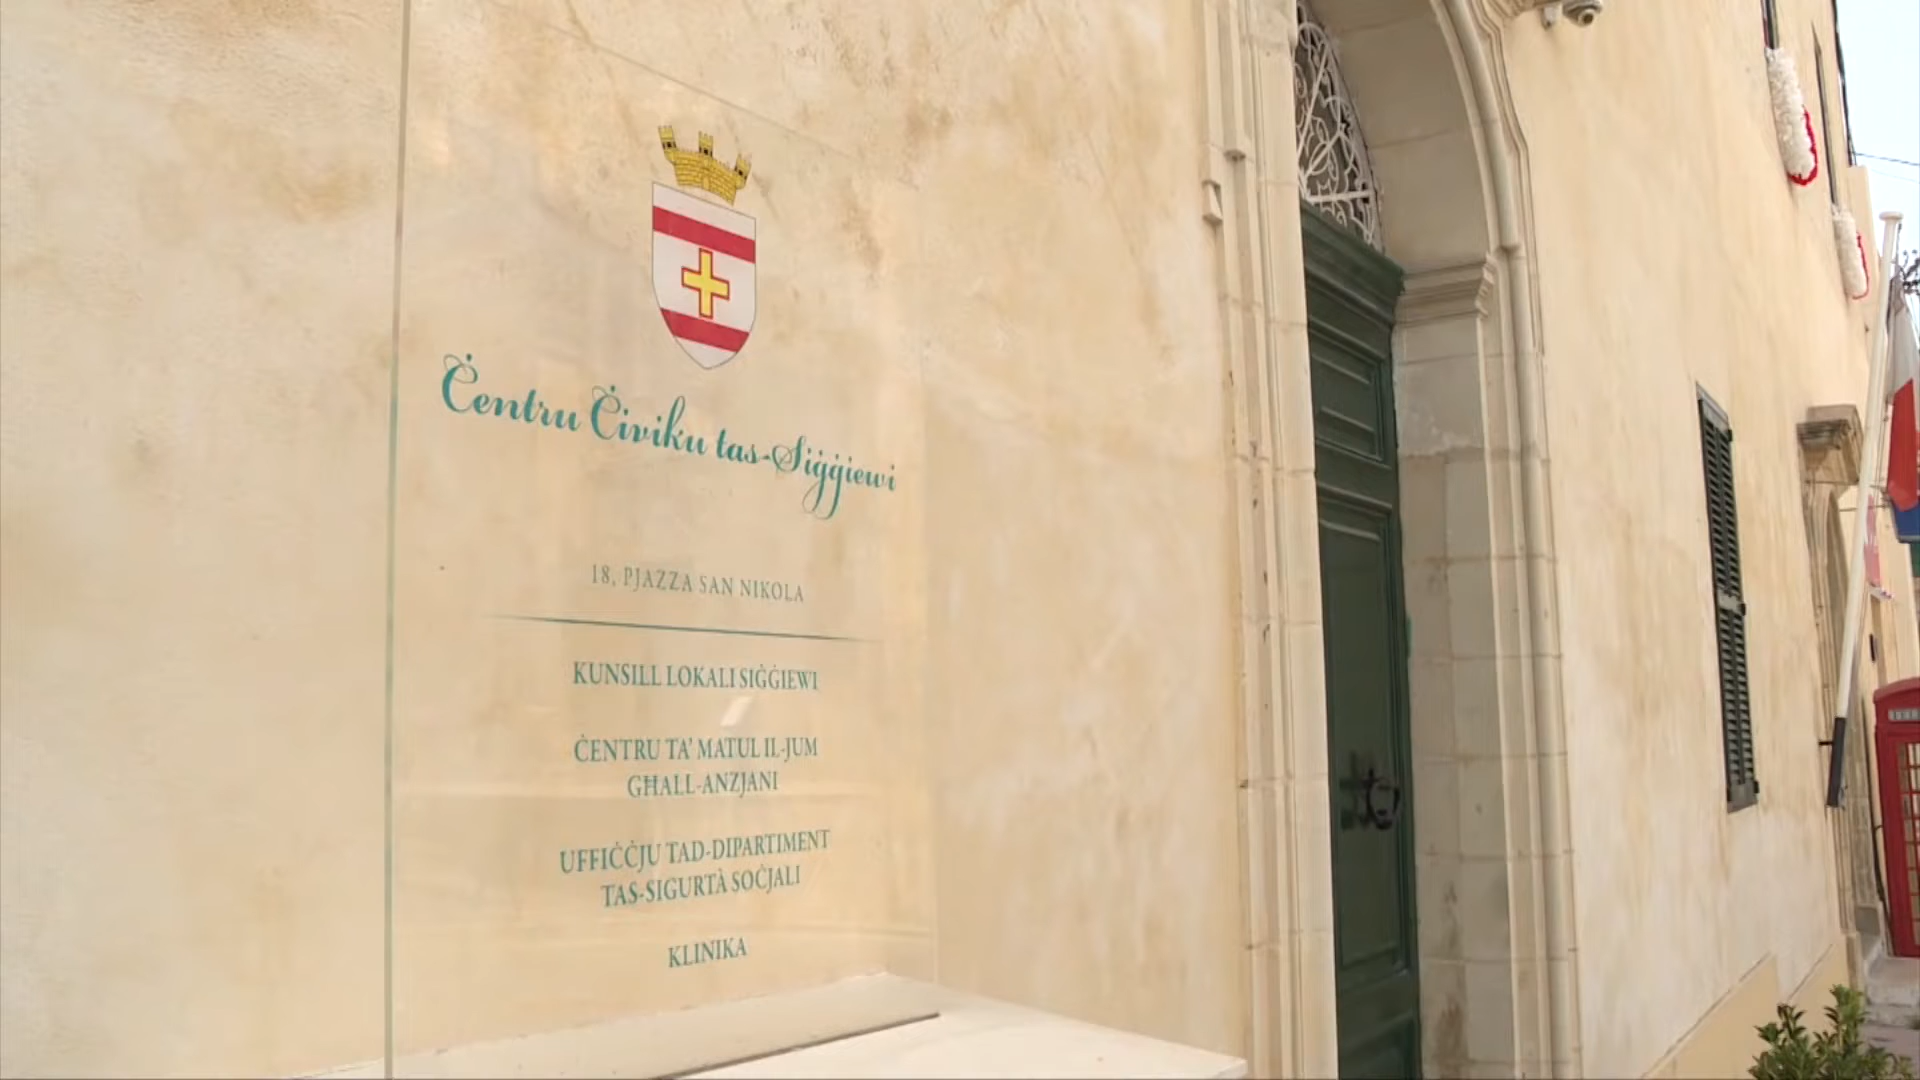 Ċentru Ċiviku tas-Siġġiewi
18, PJAZZA SAN NIKOLA
KUNSILL LOKALI SIĠĠIEWI
ĊENTRU TA' MATUL IL-JUM
GĦALL-ANZJANI
UFFIĊĊJU TAD-DIPARTIMENT
TAS-SIGURTÀ SOĊJALI
KLINIKA